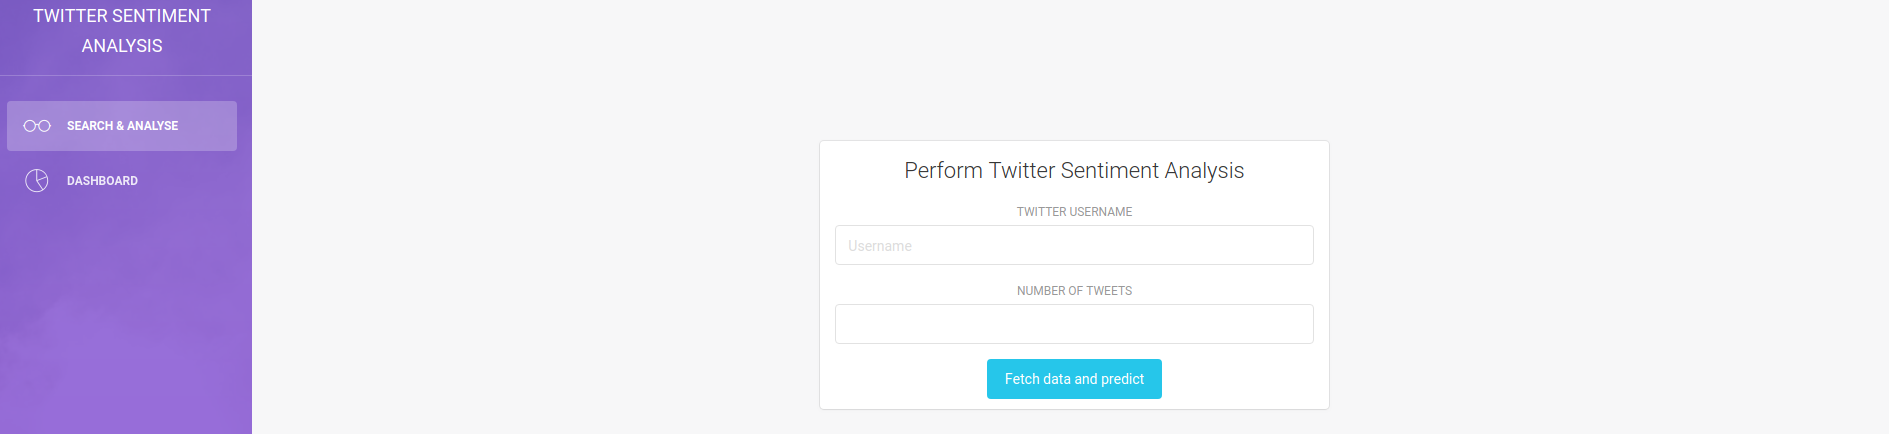 TWITTER SENTIMENT
ANALYSIS
SEARCH & ANALYSE
DASHBOARD
Perform Twitter Sentiment Analysis
TWITTER USERNAME
Username
NUMBER OF TWEETS
Fetch data and predict